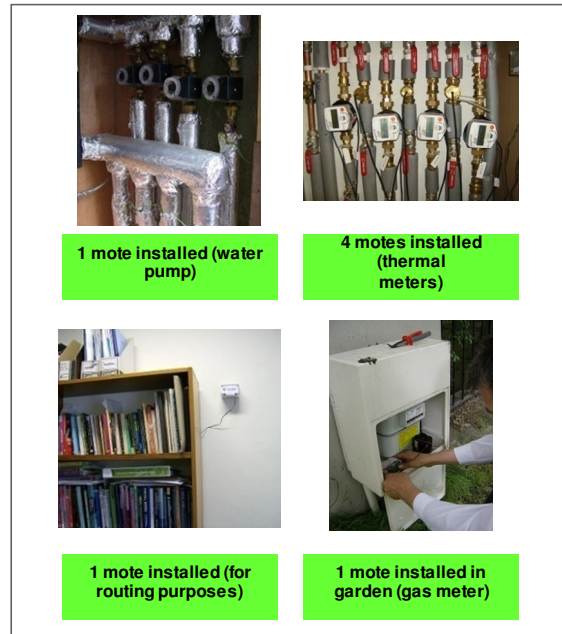 1 mote installed (water
pump)
4 motes installed
(thermal
meters)
1 mote installed (for
routing purposes)
1 mote installed in
garden (gas meter)